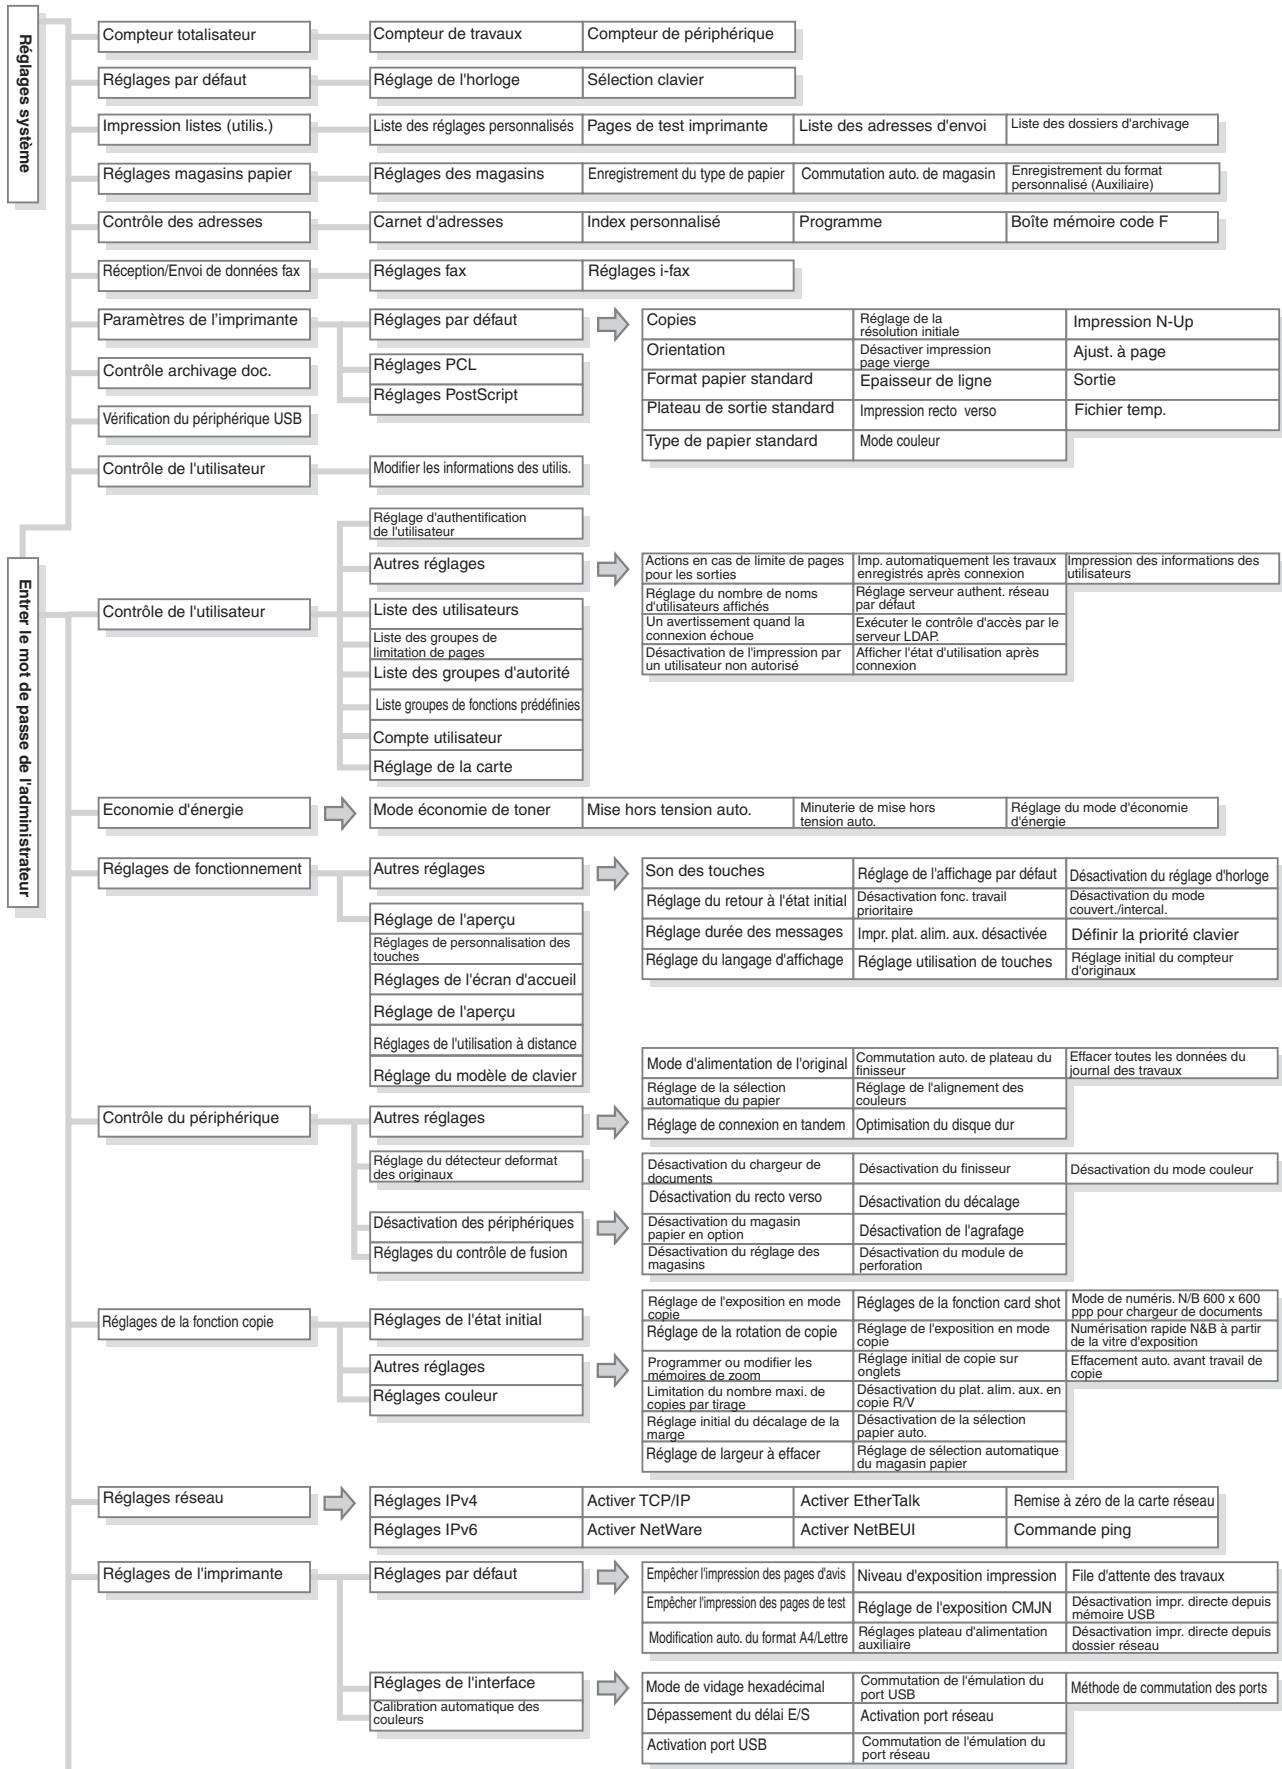 Réglages système
Compteur totalisateur
Compteur de travaux
Compteur de périphérique
Réglages par défaut
Réglage de l'horloge
Sélection clavier
Impression listes (utilis.)
Liste des réglages personnalisés
Pages de test imprimante
Liste des adresses d'envoi
Liste des dossiers d'archivage
Réglages magasins papier
Réglages des magasins
Enregistrement du type de papier
Commutation auto. de magasin
Enregistrement du format
personnalisé (Auxiliaire)
Contrôle des adresses
Carnet d'adresses
Index personnalisé
Programme
Boîte mémoire code F
Réception/Envoi de données fax
Réglages fax
Réglages i-fax
Paramètres de l'imprimante
Réglages par défaut
Réglages PCL
Réglages PostScript
Copies
Réglage de la
résolution initiale
Impression N-Up
Orientation
Désactiver impression
page vierge
Ajust. à page
Format papier standard
Epaisseur de ligne
Sortie
Plateau de sortie standard
Impression recto  verso
Fichier temp.
Type de papier standard
Mode couleur
Contrôle archivage doc.
Vérification du périphérique USB
Contrôle de l'utilisateur
Modifier les informations des utilis.
Entrer le mot de passe de l'administrateur
Contrôle de l'utilisateur
Réglage d'authentification
de l'utilisateur
Autres réglages
Liste des utilisateurs
Liste des groupes de
limitation de pages
Liste des groupes d'autorité
Liste groupes de fonctions prédéfinies
Compte utilisateur
Réglage de la carte
Actions en cas de limite de pages
pour les sorties
Imp. automatiquement les travaux
enregistrés après connexion
Impression des informations des
utilisateurs
Réglage du nombre de noms
d'utilisateurs affichés
Réglage serveur authent. réseau
par défaut
Un avertissement quand la
connexion échoue
Exécuter le contrôle d'accès par le
serveur LDAP.
Désactivation de l'impression par
un utilisateur non autorisé
Afficher l'état d'utilisation après
connexion
Economie d'énergie
Mode économie de toner
Mise hors tension auto.
Minuterie de mise hors
tension auto.
Réglage du mode d'économie
d'énergie
Réglages de fonctionnement
Autres réglages
Réglage de l'aperçu
Réglages de personnalisation des
touches
Réglages de l'écran d'accueil
Réglage de l'aperçu
Réglages de l'utilisation à distance
Réglage du modèle de clavier
Son des touches
Réglage de l'affichage par défaut
Désactivation du réglage d'horloge
Réglage du retour à l'état initial
Désactivation fonc. travail
prioritaire
Désactivation du mode
couvert./intercal.
Réglage durée des messages
Impr. plat. alim. aux. désactivée
Définir la priorité clavier
Réglage du langage d'affichage
Réglage utilisation de touches
Réglage initial du compteur
d'originaux
Contrôle du périphérique
Autres réglages
Réglage du détecteur deformat
des originaux
Désactivation des périphériques
Réglages du contrôle de fusion
Mode d'alimentation de l'original
Commutation auto. de plateau du
finisseur
Effacer toutes les données du
journal des travaux
Réglage de la sélection
automatique du papier
Réglage de l'alignement des
couleurs
Réglage de connexion en tandem
Optimisation du disque dur
Désactivation du chargeur de
documents
Désactivation du finisseur
Désactivation du mode couleur
Désactivation du recto verso
Désactivation du décalage
Désactivation du magasin
papier en option
Désactivation de l'agrafage
Désactivation du réglage des
magasins
Désactivation du module de
perforation
Réglages de la fonction copie
Réglages de l'état initial
Autres réglages
Réglages couleur
Réglage de l'exposition en mode
copie
Réglages de la fonction card shot
Mode de numéris. N/B 600 x 600
ppp pour chargeur de documents
Réglage de la rotation de copie
Réglage de l'exposition en mode
copie
Numérisation rapide N&B à partir
de la vitre d'exposition
Programmer ou modifier les
mémoires de zoom
Réglage initial de copie sur
onglets
Effacement auto. avant travail de
copie
Limitation du nombre maxi. de
copies par tirage
Désactivation du plat. alim. aux. en
copie R/V
Réglage initial du décalage de la
marge
Désactivation de la sélection
papier auto.
Réglage de largeur à effacer
Réglage de sélection automatique
du magasin papier
Réglages réseau
Réglages IPv4
Activer TCP/IP
Activer EtherTalk
Remise à zéro de la carte réseau
Réglages IPv6
Activer NetWare
Activer NetBEUI
Commande ping
Réglages de l'imprimante
Réglages par défaut
Empêcher l'impression des pages d'avis
Niveau d'exposition impression
File d'attente des travaux
Empêcher l'impression des pages de test
Réglage de l'exposition CMJN
Désactivation impr. directe depuis
mémoire USB
Modification auto. du format A4/Lettre
Réglages plateau d'alimentation
auxiliaire
Désactivation impr. directe depuis
dossier réseau
Réglages de l'interface
Calibration automatique des
couleurs
Mode de vidage hexadécimal
Commutation de l'émulation du
port USB
Méthode de commutation des ports
Dépassement du délai E/S
Activation port réseau
Activation port USB
Commutation de l'émulation du
port réseau